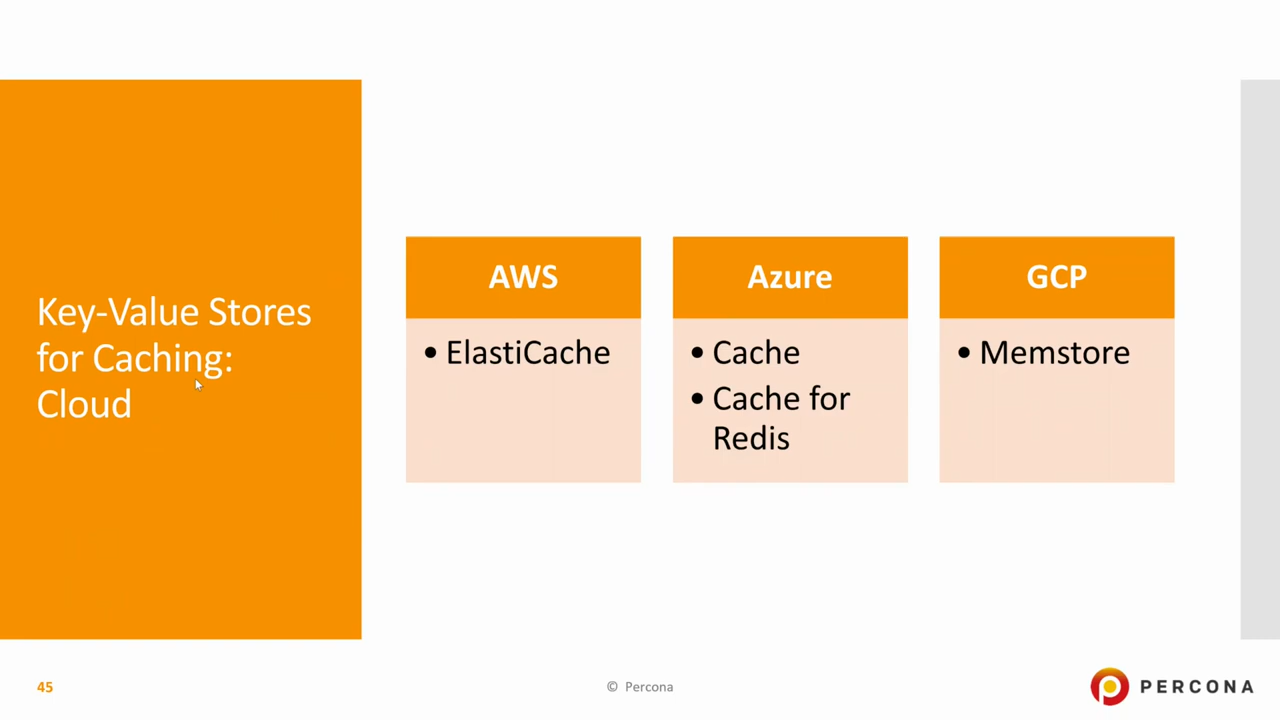 Key-Value Stores
for Caching:
Cloud
AWS
• ElastiCache
Azure
• Cache
• Cache for
Redis
GCP
• Memstore
45
© Percona
PERCONA